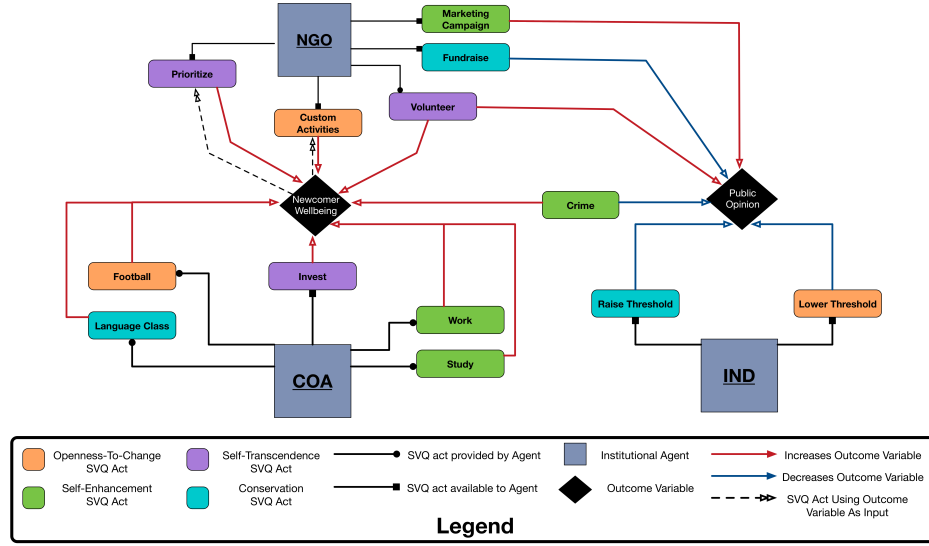 Marketing
Campaign
NGO
Fundraise
Prioritize
Volunteer
Custom
Activities
Newcomer
Wellbeing
Public
Opinion
Crime
Football
Invest
Raise Threshold
Lower Threshold
Language Class
Work
Study
COA
IND
Openness-To-Change
SVQ Act
Self-Transcendence
SVQ Act
SVQ act provided by Agent
Institutional Agent
Increases Outcome Variable
Decreases Outcome Variable
Self-Enhancement
SVQ Act
Conservation
SVQ Act
SVQ act available to Agent
Outcome Variable
SVQ Act Using Outcome
Variable As Input
Legend